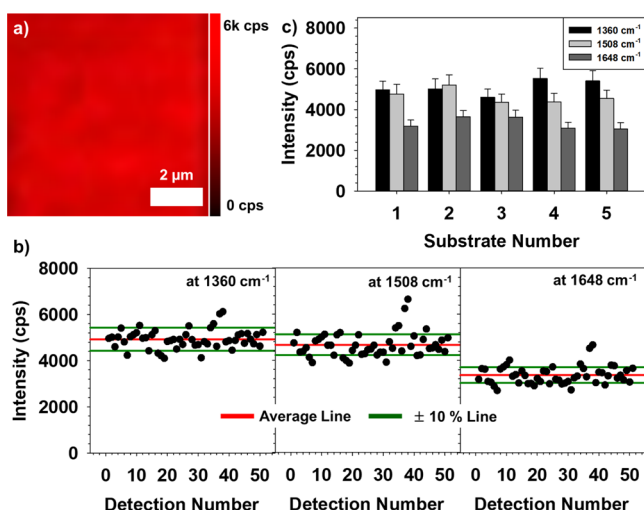 a)
6k cps
2 µm
0 cps
c)
Intensity (cps)
8000
6000
4000
2000
0
1360 cm⁻¹
1508 cm⁻¹
1648 cm⁻¹
1 2 3 4 5
Substrate Number
b)
Intensity (cps)
8000
6000
4000
2000
0
at 1360 cm⁻¹
at 1508 cm⁻¹
at 1648 cm⁻¹
Average Line
± 10 % Line
0 10 20 30 40 50
0 10 20 30 40 50
0 10 20 30 40 50
Detection Number
Detection Number
Detection Number